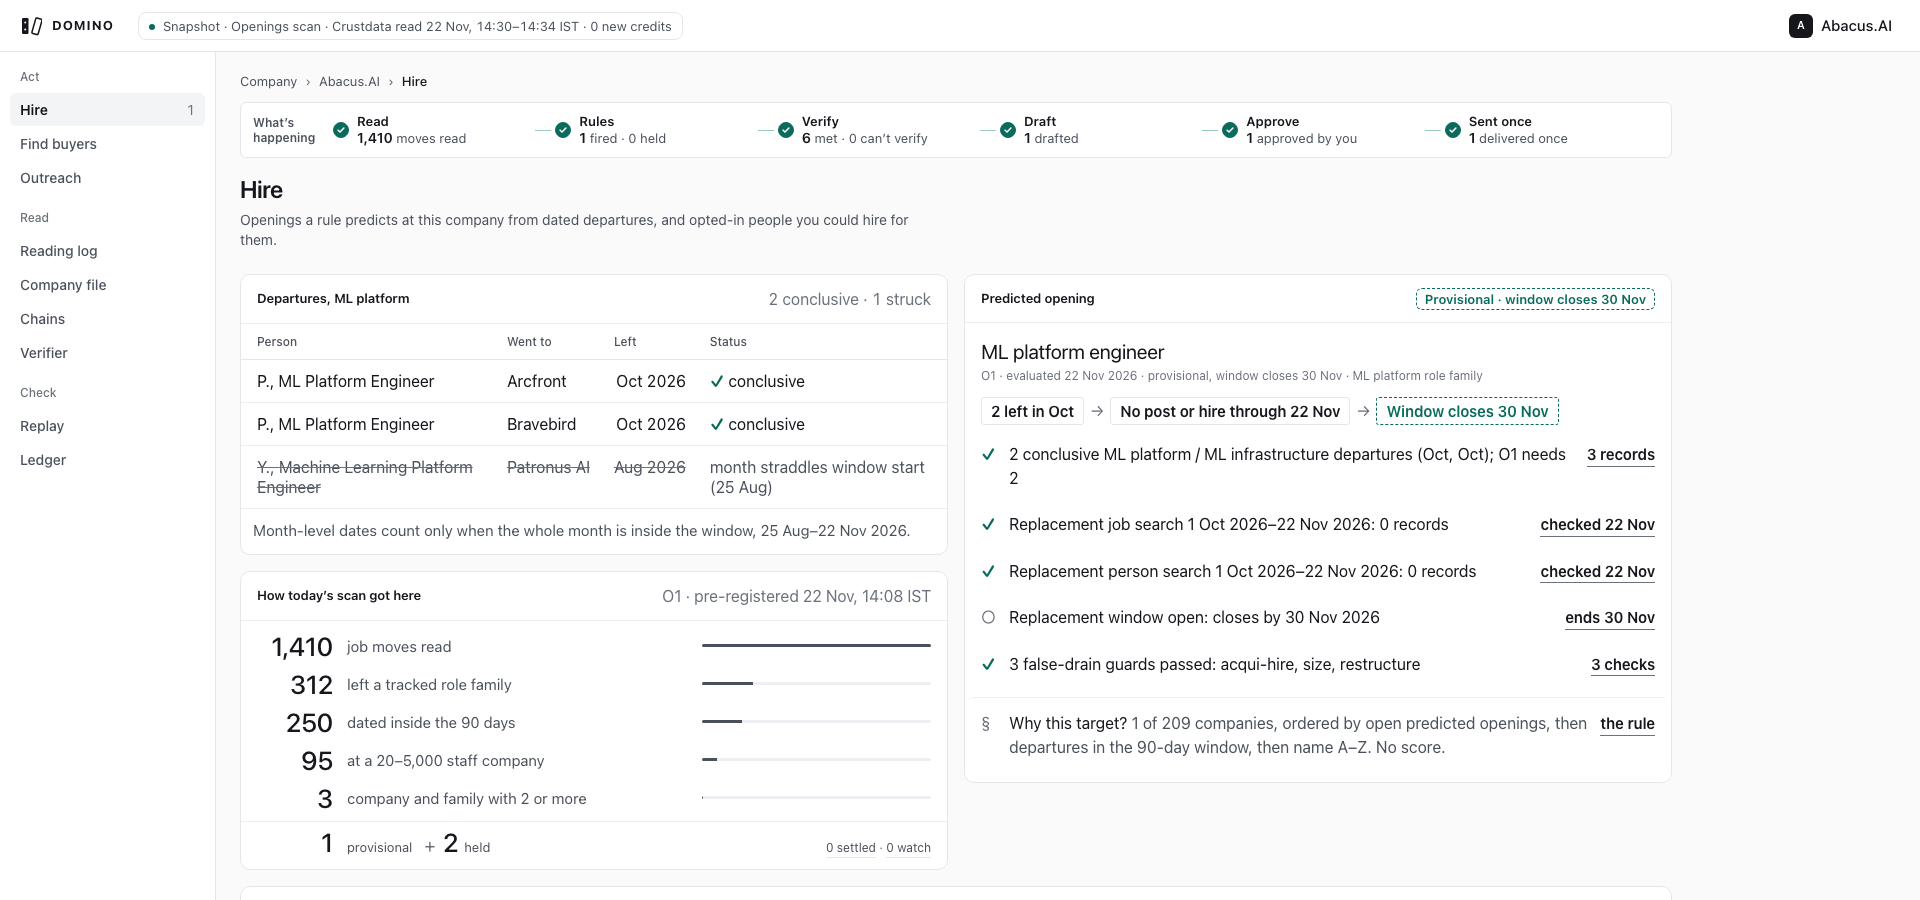 DOMINO
Snapshot · Openings scan · Crustdata read 22 Nov, 14:30–14:34 IST · 0 new credits
A
Abacus.AI
Act
Hire 1
Find buyers
Outreach
Read
Reading log
Company file
Chains
Verifier
Check
Replay
Ledger
Company › Abacus.AI › Hire
What's
happening
Read
1,410 moves read
Rules
1 fired · 0 held
Verify
6 met · 0 can't verify
Draft
1 drafted
Approve
1 approved by you
Sent once
1 delivered once
Hire
Openings a rule predicts at this company from dated departures, and opted-in people you could hire for
them.
Departures, ML platform 2 conclusive · 1 struck
Person Went to Left Status
P., ML Platform Engineer Arcfront Oct 2026 ✓ conclusive
P., ML Platform Engineer Bravebird Oct 2026 ✓ conclusive
Y., Machine Learning Platform Patronus AI Aug 2026 month straddles window start
Engineer (25 Aug)
Month-level dates count only when the whole month is inside the window, 25 Aug–22 Nov 2026.
How today's scan got here O1 · pre-registered 22 Nov, 14:08 IST
1,410 job moves read
312 left a tracked role family
250 dated inside the 90 days
95 at a 20–5,000 staff company
3 company and family with 2 or more
1 provisional + 2 held 0 settled · 0 watch
Predicted opening Provisional · window closes 30 Nov
ML platform engineer
O1 · evaluated 22 Nov 2026 · provisional, window closes 30 Nov · ML platform role family
2 left in Oct → No post or hire through 22 Nov → Window closes 30 Nov
✓ 2 conclusive ML platform / ML infrastructure departures (Oct, Oct); O1 needs 3 records
2
✓ Replacement job search 1 Oct 2026–22 Nov 2026: 0 records checked 22 Nov
✓ Replacement person search 1 Oct 2026–22 Nov 2026: 0 records checked 22 Nov
Replacement window open: closes by 30 Nov 2026 ends 30 Nov
✓ 3 false-drain guards passed: acqui-hire, size, restructure 3 checks
§ Why this target? 1 of 209 companies, ordered by open predicted openings, then the rule
departures in the 90-day window, then name A–Z. No score.